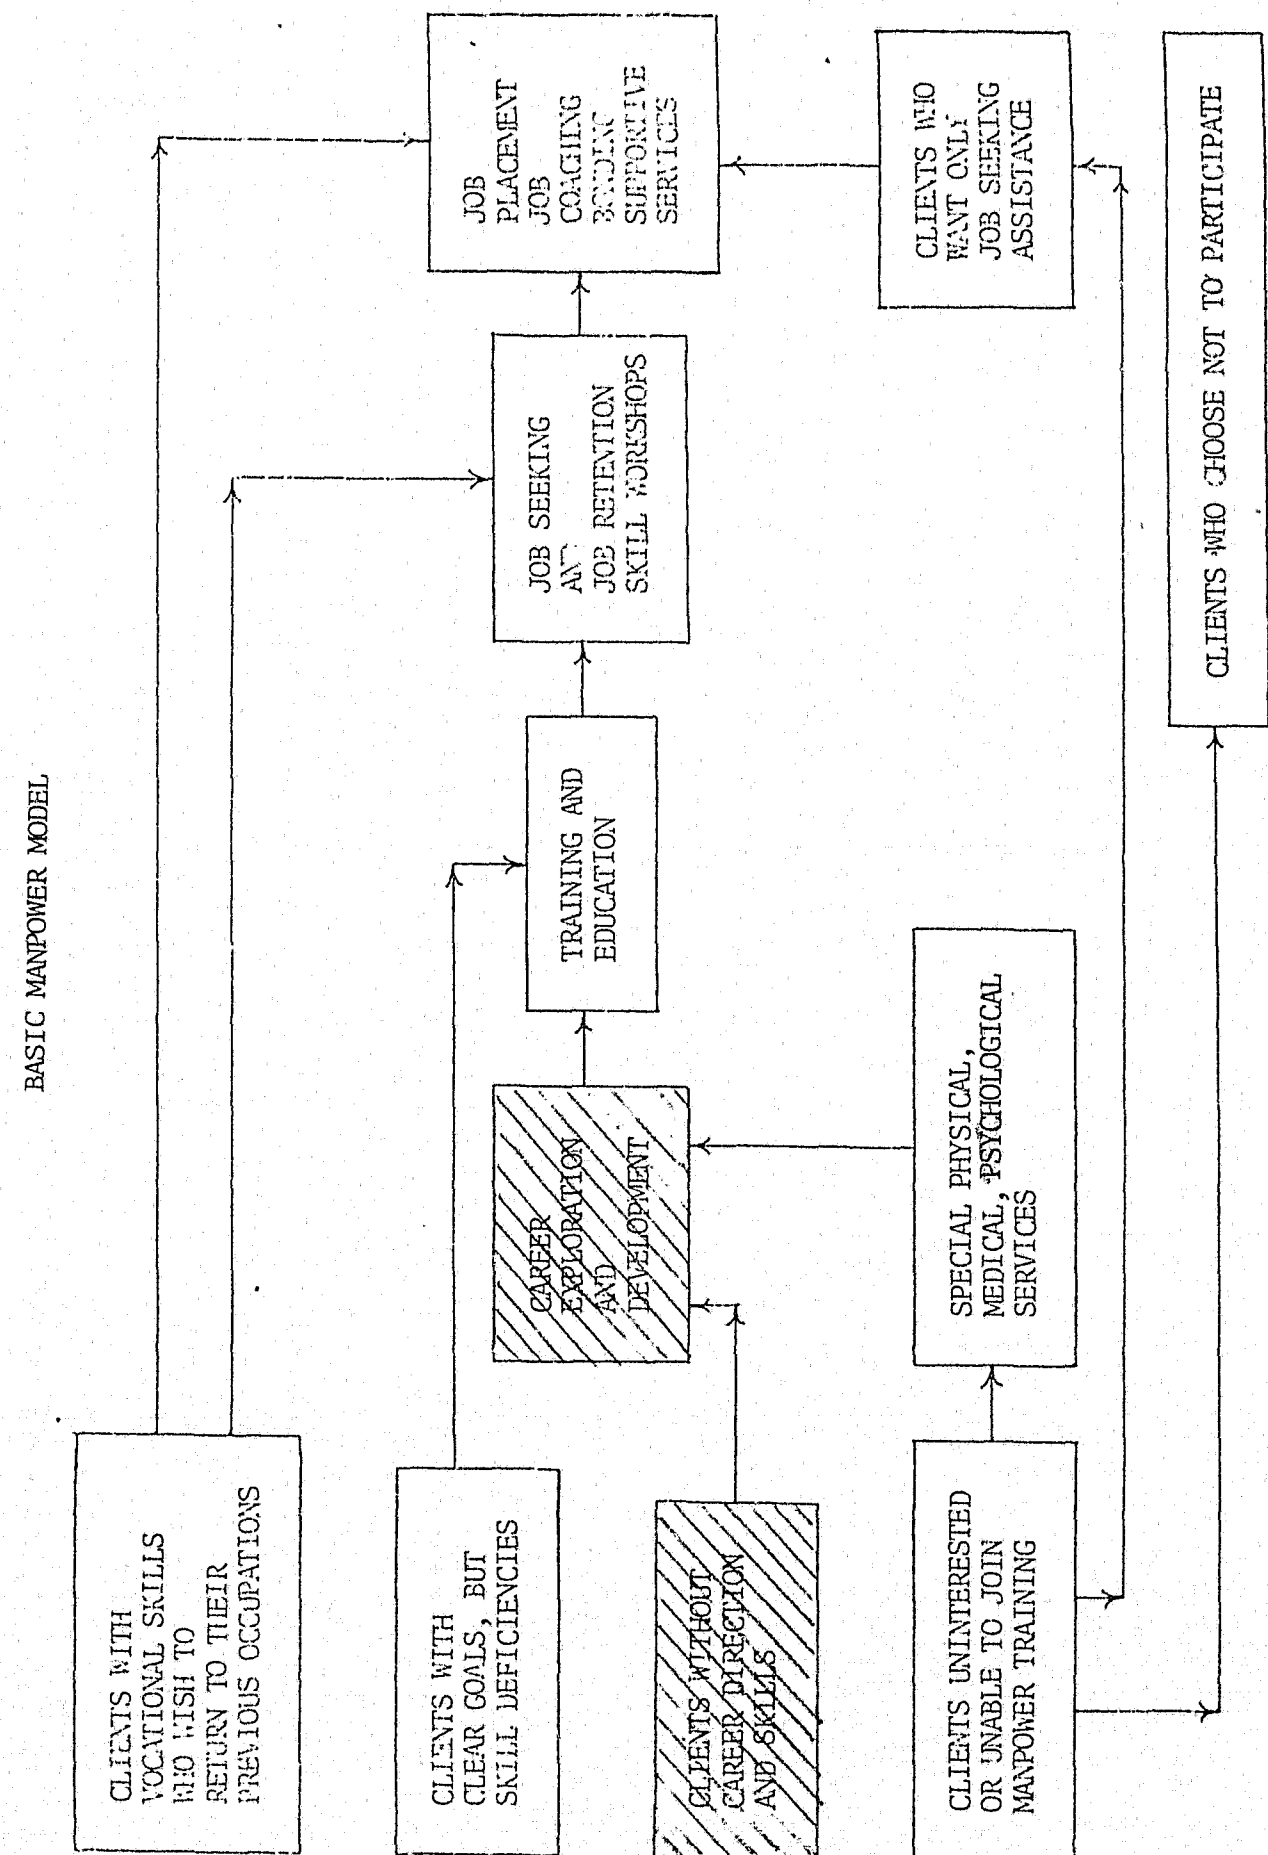 BASIC MANPOWER MODEL
CLIENTS WITH
VOCATIONAL SKILLS
WHO WISH TO
RETURN TO THEIR
PREVIOUS OCCUPATIONS
CLIENTS WITH
CLEAR GOALS, BUT
SKILL DEFICIENCIES
CLIENTS WITHOUT
CAREER DIRECTION
AND SKILLS
CLIENTS UNINTERESTED
OR UNABLE TO JOIN
MANPOWER TRAINING
CAREER
EXPLORATION
AND
DEVELOPMENT
SPECIAL PHYSICAL,
MEDICAL, PSYCHOLOGICAL
SERVICES
TRAINING AND
EDUCATION
JOB SEEKING
AND
JOB RETENTION
SKILL WORKSHOPS
JOB
PLACEMENT
JOB
COACHING
BONDING
SUPPORTIVE
SERVICES
CLIENTS WHO
WANT ONLY
JOB SEEKING
ASSISTANCE
CLIENTS WHO CHOOSE NOT TO PARTICIPATE